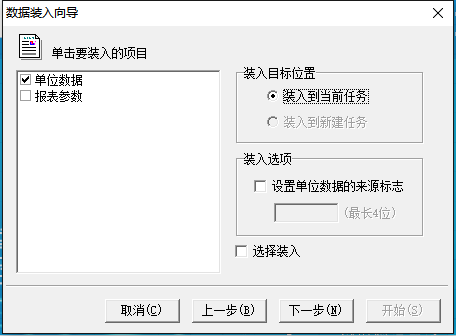 数据装入向导
单击要装入的项目
单位数据
报表参数
装入目标位置
装入到当前任务
装入到新建任务
装入选项
设置单位数据的来源标志
(最长4位)
选择装入
取消(C) 上一步(B) 下一步(N) 开始(S)